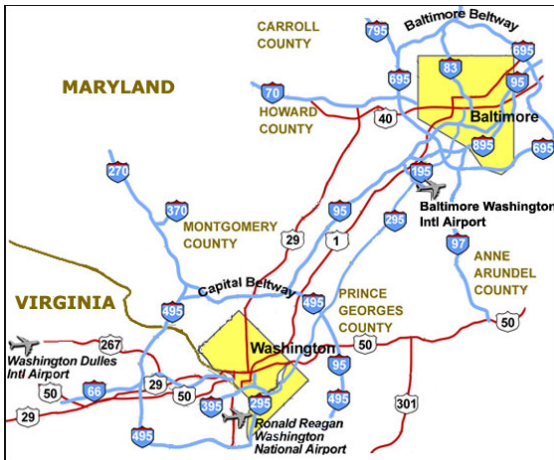 CARROLL
COUNTY
795
Baltimore Beltway
695
83
695
95
MARYLAND
70
HOWARD
COUNTY
40
Baltimore
895
695
270
195
Baltimore Washington
Intl Airport
370
MONTGOMERY
COUNTY
95
295
29
1
97
ANNE
ARUNDEL
COUNTY
Capital Beltway
VIRGINIA
495
495
PRINCE
GEORGES
COUNTY
50
267
Washington
50
Washington Dulles
Intl Airport
29
95
50
66
50
395
295
495
301
29
Ronald Reagan
Washington
National Airport
495